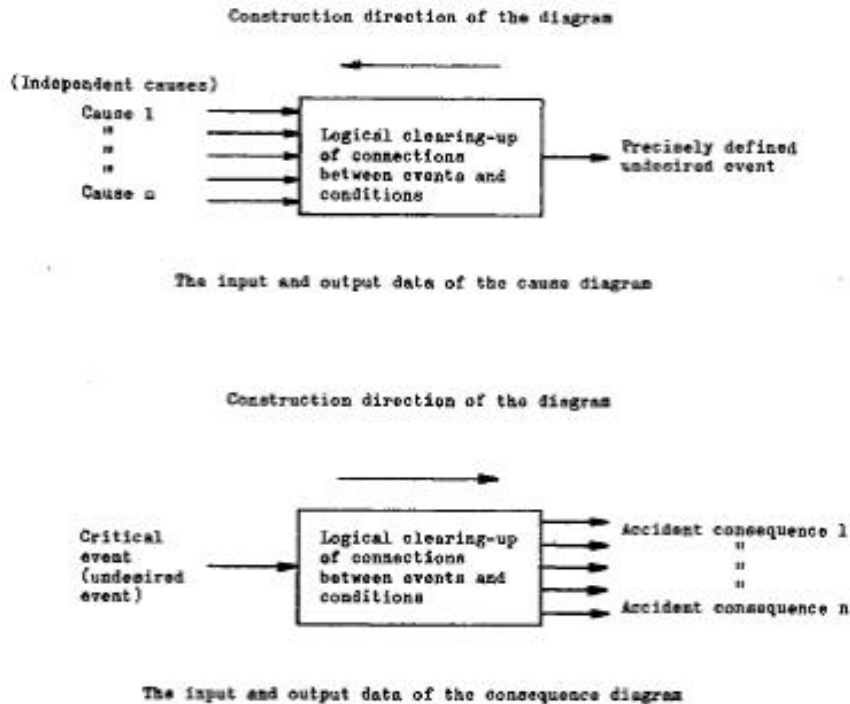 Construction direction of the diagram
(Independent causes)
Cause 1
"
"
"
Cause n
Logical clearing-up
of connections
between events and
conditions
Precisely defined
undesired event
The input and output data of the cause diagram
Construction direction of the diagram
Critical
event
(undesired
event)
Logical clearing-up
of connections
between events and
conditions
Accident consequence 1
"
"
"
Accident consequence n
The input and output data of the consequence diagram